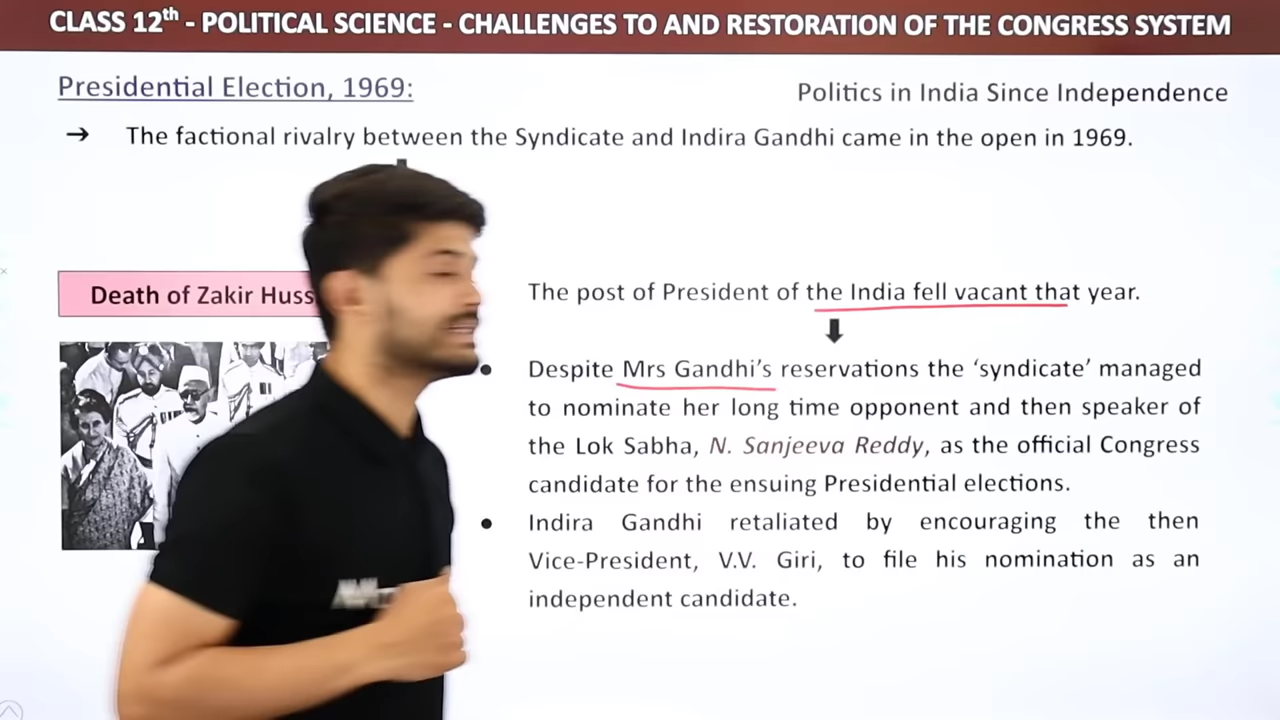 CLASS 12th - POLITICAL SCIENCE - CHALLENGES TO AND RESTORATION OF THE CONGRESS SYSTEM
Presidential Election, 1969:
Politics in India Since Independence
→ The factional rivalry between the Syndicate and Indira Gandhi came in the open in 1969.
Death of Zakir Huss
The post of President of the India fell vacant that year.
• Despite Mrs Gandhi's reservations the ‘syndicate’ managed
to nominate her long time opponent and then speaker of
the Lok Sabha, N. Sanjeeva Reddy, as the official Congress
candidate for the ensuing Presidential elections.
• Indira Gandhi retaliated by encouraging the then
Vice-President, V.V. Giri, to file his nomination as an
independent candidate.